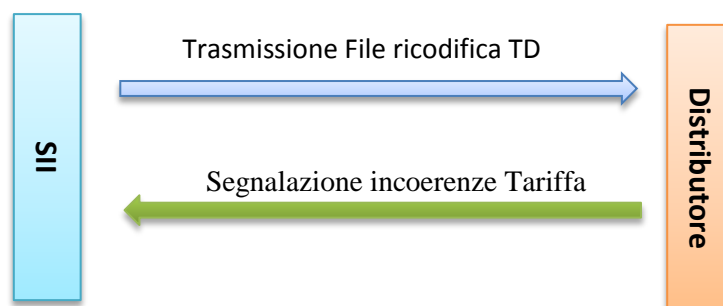 Trasmissione File ricodifica TD
SII
Distributore
Segnalazione incoerenze Tariffa